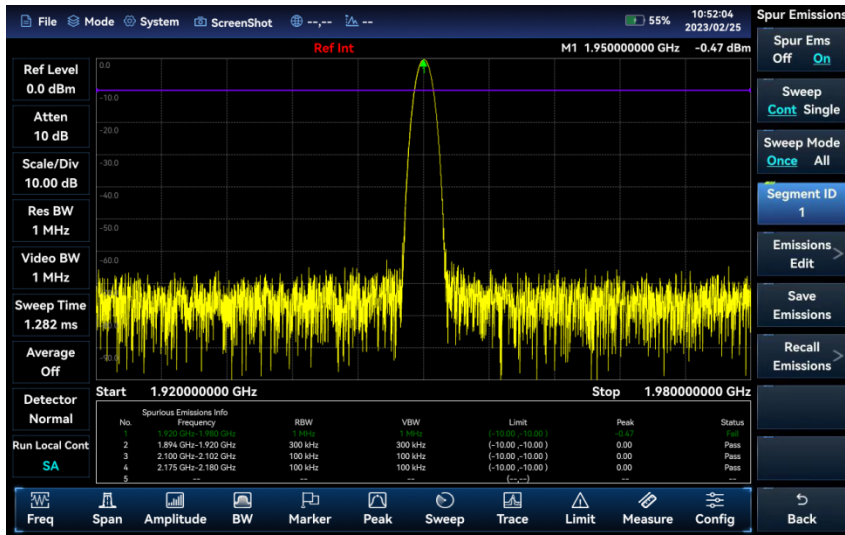 File Mode System ScreenShot --,-- -- 55% 10:52:04 2023/02/25
Spur Emissions
Ref Int
M1 1.950000000 GHz -0.47 dBm
Ref Level
0.0 dBm
Atten
10 dB
Scale/Div
10.00 dB
Res BW
1 MHz
Video BW
1 MHz
Sweep Time
1.282 ms
Average
Off
Detector
Normal
Run Local Cont
SA
0.0
-10.0
-20.0
-30.0
-40.0
-50.0
-60.0
-90.0
Start 1.920000000 GHz
Stop 1.980000000 GHz
Spurious Emissions Info
No. Frequency RBW VBW Limit Peak Status
1 1.920 GHz-1.980 GHz 1 MHz 1 MHz (-10.00 ,-10.00 ) -0.47 Fail
2 1.894 GHz-1.920 GHz 300 kHz 300 kHz (-10.00 ,-10.00 ) 0.00 Pass
3 2.100 GHz-2.102 GHz 100 kHz 100 kHz (-10.00 ,-10.00 ) 0.00 Pass
4 2.175 GHz-2.180 GHz 100 kHz 100 kHz (-10.00 ,-10.00 ) 0.00 Pass
5 -- -- -- (--,--) -- --
Spur Ems
Off On
Sweep
Cont Single
Sweep Mode
Once All
Segment ID
1
Emissions >
Edit
Save
Emissions
Recall >
Emissions
Back
Freq Span Amplitude BW Marker Peak Sweep Trace Limit Measure Config